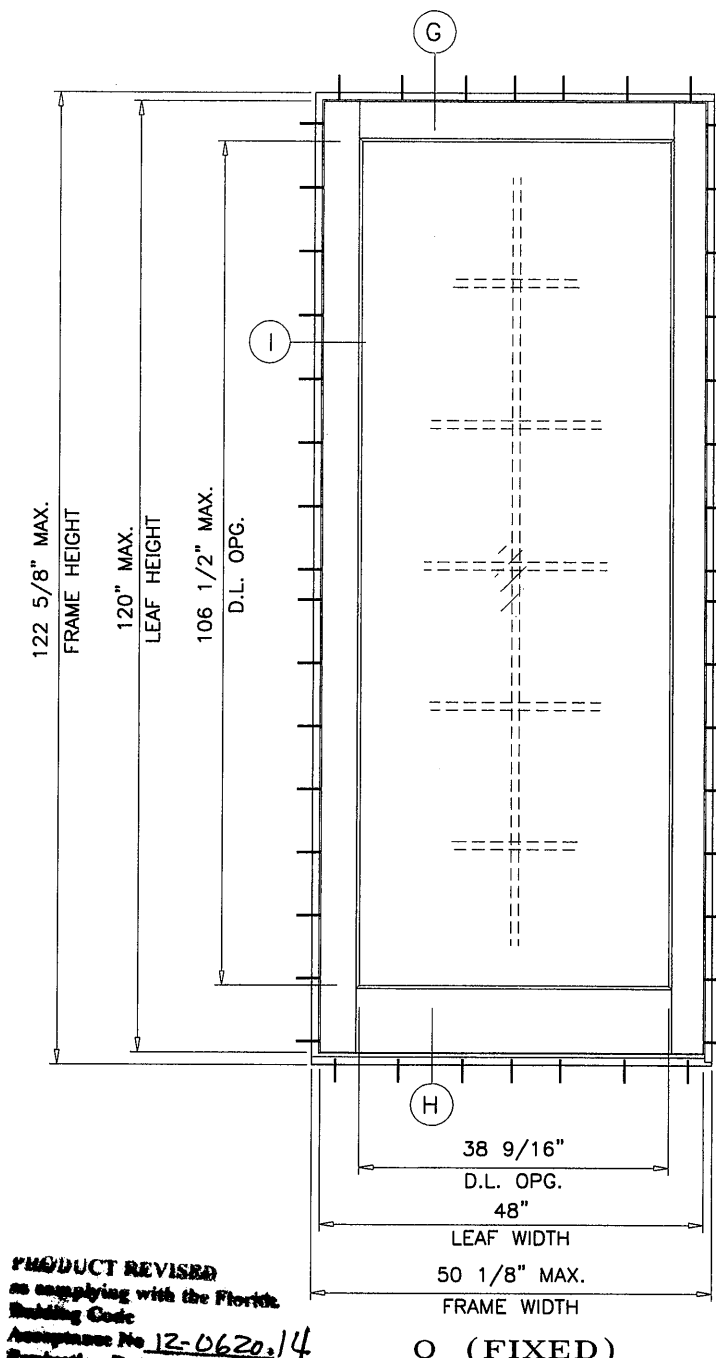 G
I
122 5/8" MAX.
FRAME HEIGHT
120" MAX.
LEAF HEIGHT
106 1/2" MAX.
D.L. OPG.
H
38 9/16"
D.L. OPG.
48"
LEAF WIDTH
50 1/8" MAX.
FRAME WIDTH
PRODUCT REVISED
as complying with the Florida
Building Code
Acceptance No 12-0620.14
O (FIXED)